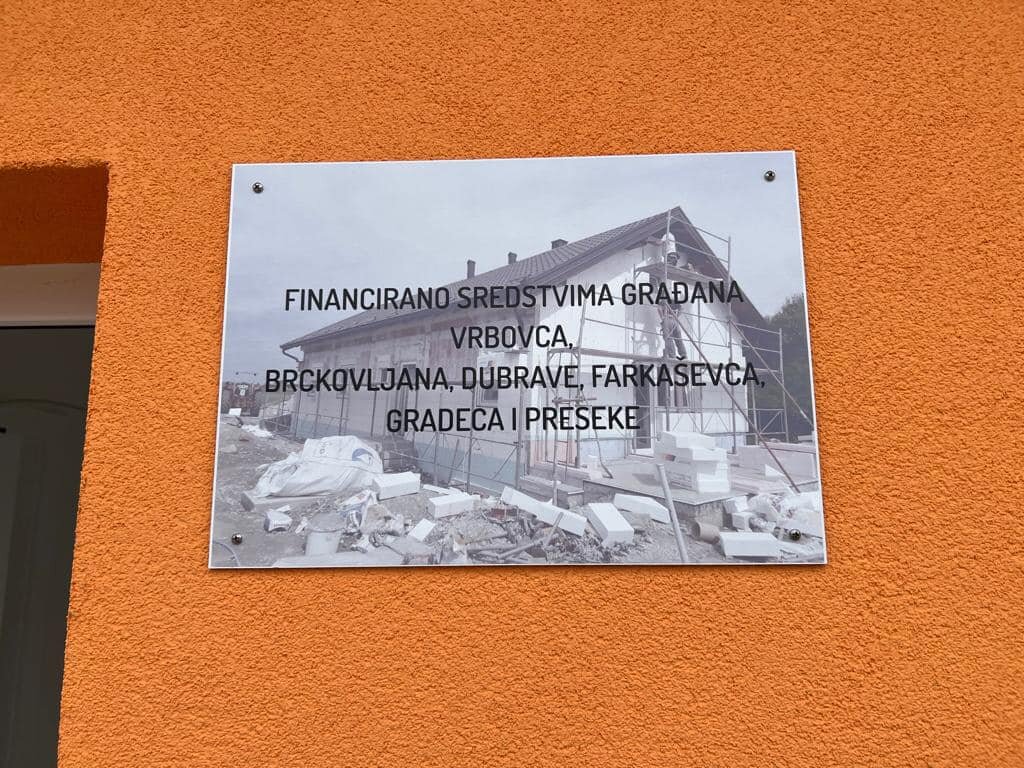 FINANCIRANO SREDSTVIMA GRAĐANA
VRBOVCA,
BRCKOVLJANA, DUBRAVE, FARKAŠEVCA,
GRADECA I PRESEKE